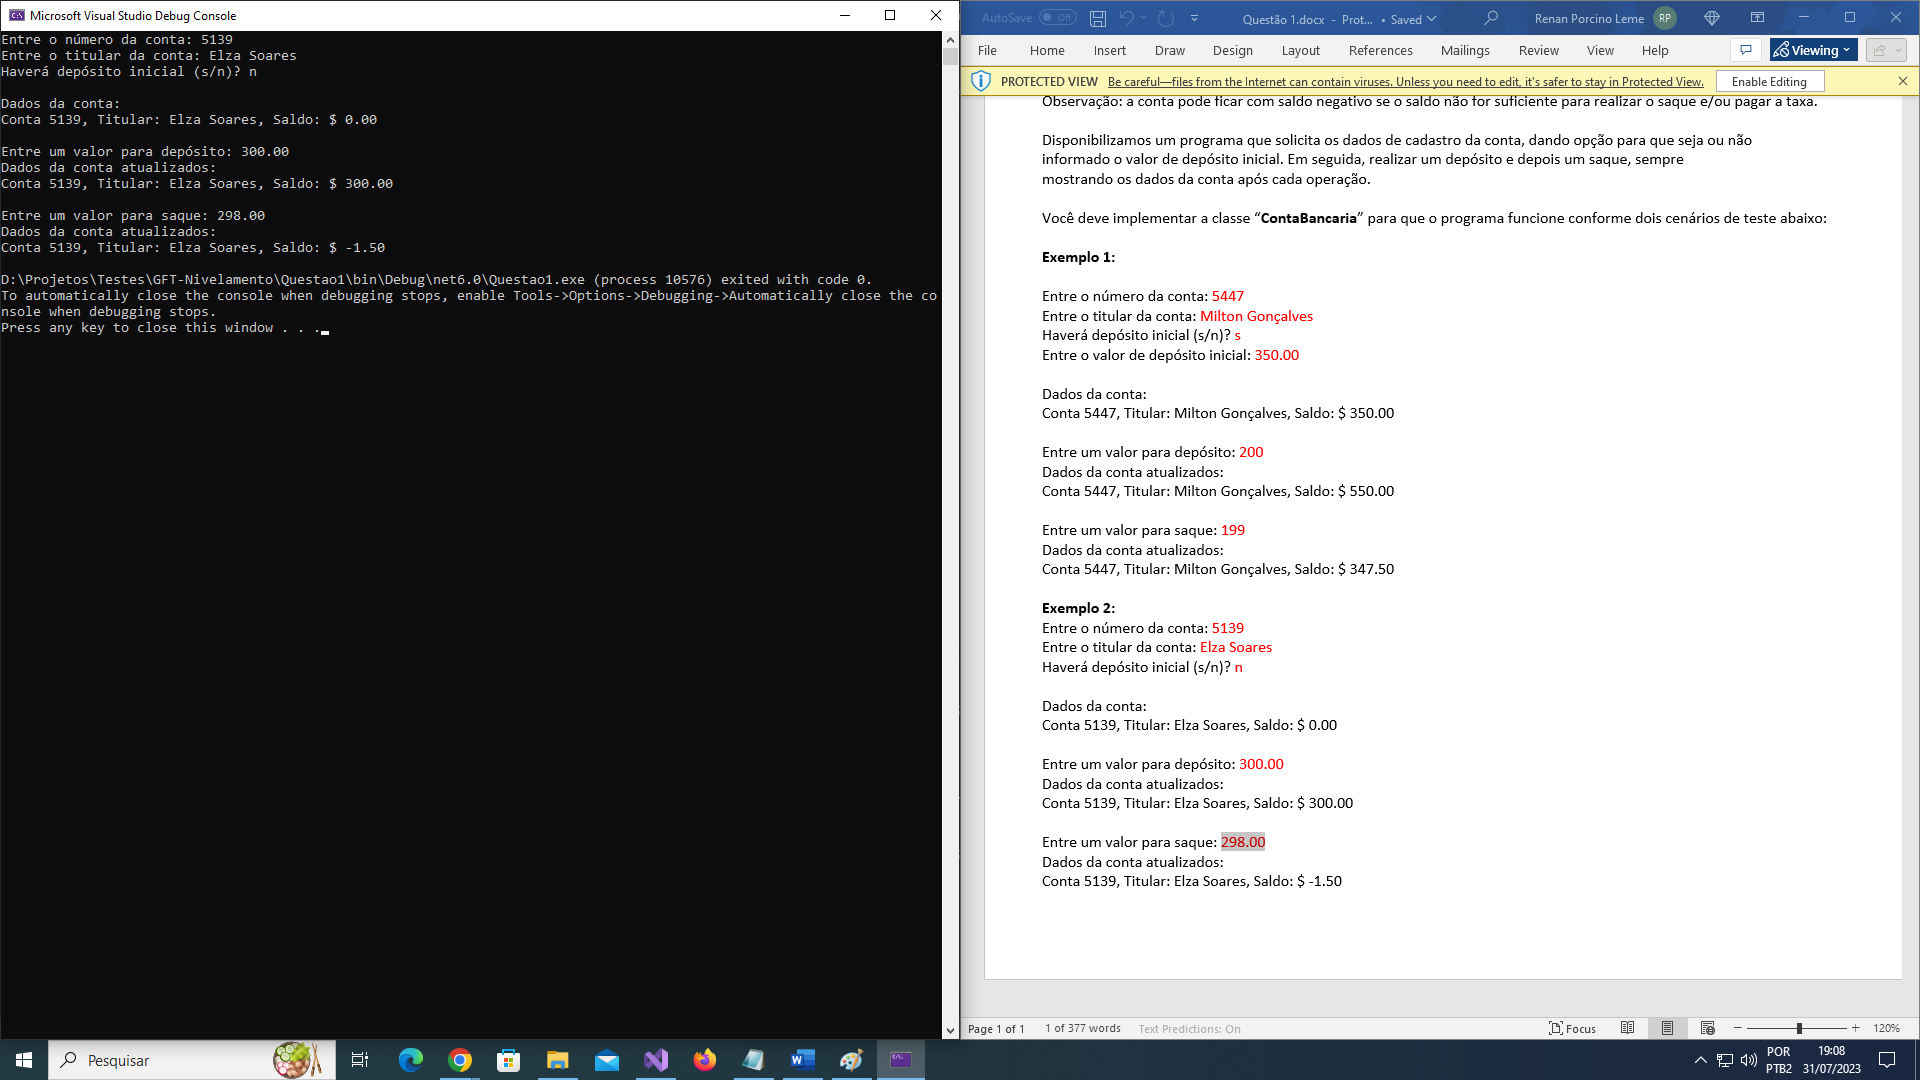 Microsoft Visual Studio Debug Console
Entre o número da conta: 5139
Entre o titular da conta: Elza Soares
Haverá depósito inicial (s/n)? n
Dados da conta:
Conta 5139, Titular: Elza Soares, Saldo: $ 0.00
Entre um valor para depósito: 300.00
Dados da conta atualizados:
Conta 5139, Titular: Elza Soares, Saldo: $ 300.00
Entre um valor para saque: 298.00
Dados da conta atualizados:
Conta 5139, Titular: Elza Soares, Saldo: $ -1.50
D:\Projetos\Testes\GFT-Nivelamento\Questao1\bin\Debug\net6.0\Questao1.exe (process 10576) exited with code 0.
To automatically close the console when debugging stops, enable Tools->Options->Debugging->Automatically close the co
nsole when debugging stops.
Press any key to close this window . . .
AutoSave Off Questão 1.docx - Prot... • Saved Renan Porcino Leme RP
File Home Insert Draw Design Layout References Mailings Review View Help Viewing
PROTECTED VIEW Be careful—files from the Internet can contain viruses. Unless you need to edit, it's safer to stay in Protected View. Enable Editing
Observação: a conta pode ficar com saldo negativo se o saldo não for suficiente para realizar o saque e/ou pagar a taxa.
Disponibilizamos um programa que solicita os dados de cadastro da conta, dando opção para que seja ou não
informado o valor de depósito inicial. Em seguida, realizar um depósito e depois um saque, sempre
mostrando os dados da conta após cada operação.
Você deve implementar a classe “ContaBancaria” para que o programa funcione conforme dois cenários de teste abaixo:
Exemplo 1:
Entre o número da conta: 5447
Entre o titular da conta: Milton Gonçalves
Haverá depósito inicial (s/n)? s
Entre o valor de depósito inicial: 350.00
Dados da conta:
Conta 5447, Titular: Milton Gonçalves, Saldo: $ 350.00
Entre um valor para depósito: 200
Dados da conta atualizados:
Conta 5447, Titular: Milton Gonçalves, Saldo: $ 550.00
Entre um valor para saque: 199
Dados da conta atualizados:
Conta 5447, Titular: Milton Gonçalves, Saldo: $ 347.50
Exemplo 2:
Entre o número da conta: 5139
Entre o titular da conta: Elza Soares
Haverá depósito inicial (s/n)? n
Dados da conta:
Conta 5139, Titular: Elza Soares, Saldo: $ 0.00
Entre um valor para depósito: 300.00
Dados da conta atualizados:
Conta 5139, Titular: Elza Soares, Saldo: $ 300.00
Entre um valor para saque: 298.00
Dados da conta atualizados:
Conta 5139, Titular: Elza Soares, Saldo: $ -1.50
Page 1 of 1 1 of 377 words Text Predictions: On Focus 120%
Pesquisar
POR
PTB2
19:08
31/07/2023